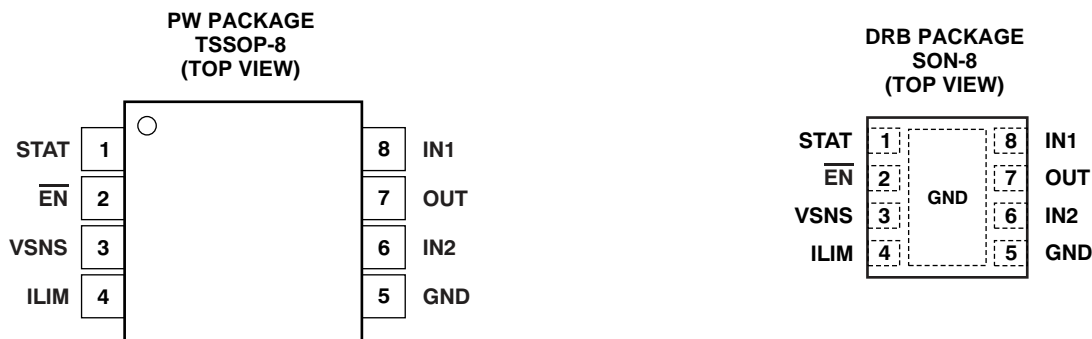 PW PACKAGE
TSSOP-8
(TOP VIEW)
STAT 1 8 IN1
EN 2 7 OUT
VSNS 3 6 IN2
ILIM 4 5 GND
DRB PACKAGE
SON-8
(TOP VIEW)
STAT 1 8 IN1
EN 2 7 OUT
GND
VSNS 3 6 IN2
ILIM 4 5 GND